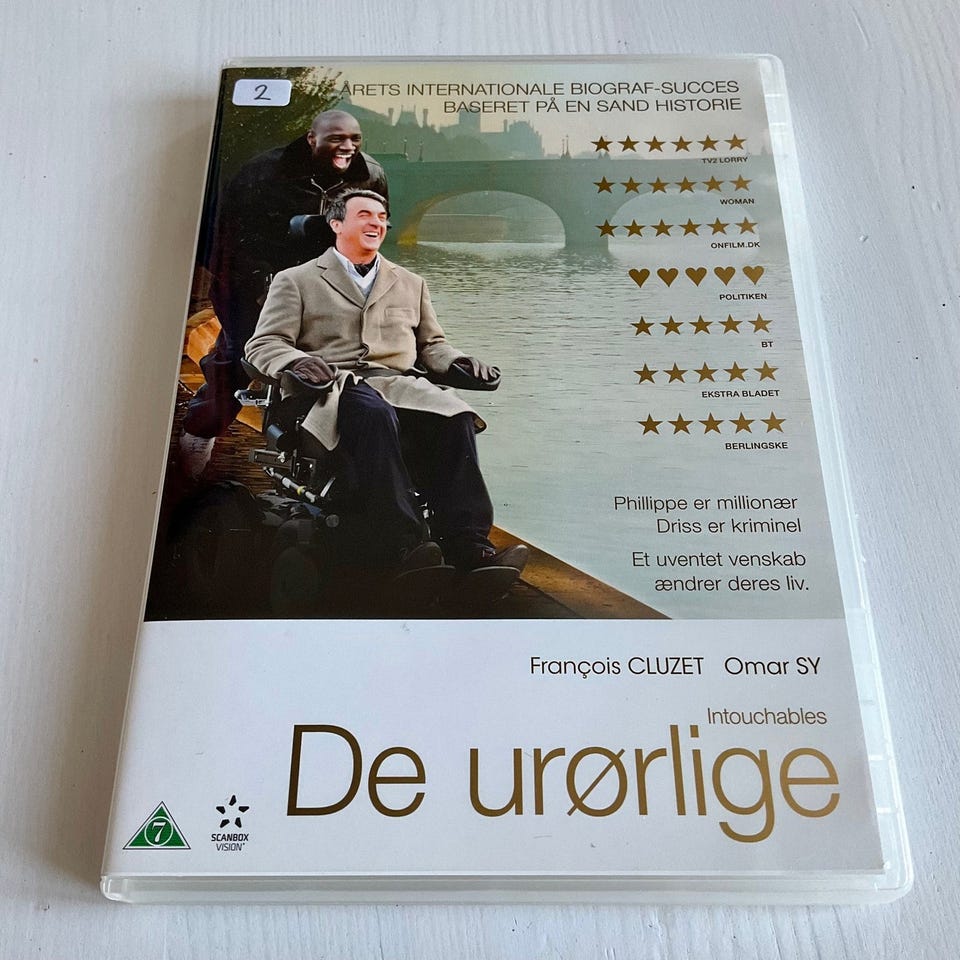 2
ÅRETS INTERNATIONALE BIOGRAF-SUCCES
BASERET PÅ EN SAND HISTORIE
TV2 LORRY
WOMAN
ONFILM.DK
POLITIKEN
BT
EKSTRA BLADET
BERLINGSKE
Phillippe er millionær
Driss er kriminel
Et uventet venskab
ændrer deres liv.
François CLUZET Omar SY
Intouchables
De urørlige
7
SCANBOX
VISION